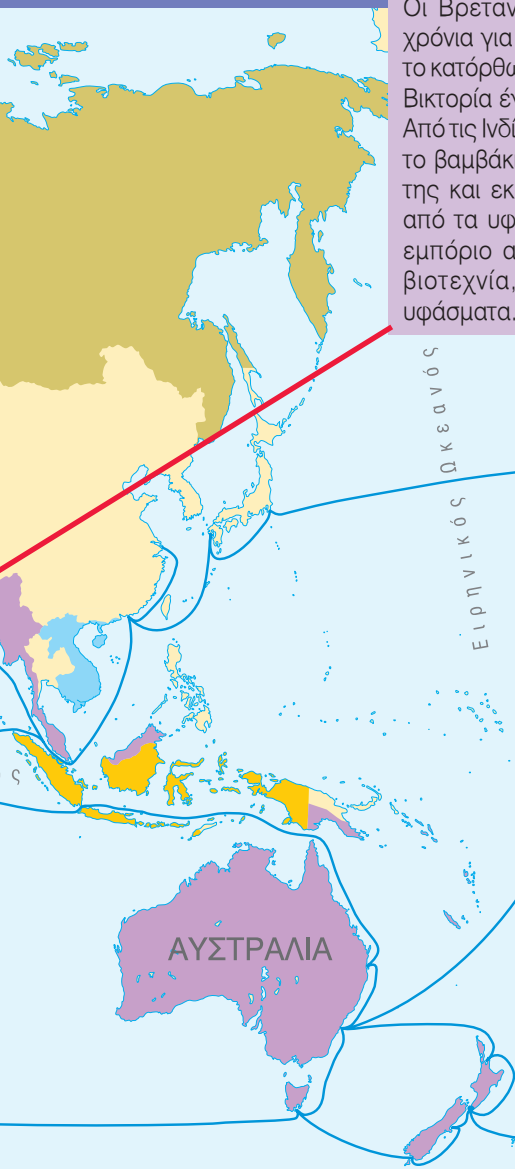 Οι Βρεταν
χρόνια για
το κατόρθω
Βικτορία έν
Από τις Ινδί
το βαμβάκ
της και εκ
από τα υφ
εμπόριο α
βιοτεχνία,
υφάσματα.
Ειρηνικός Ωκεανός
ς
ΑΥΣΤΡΑΛΙΑ